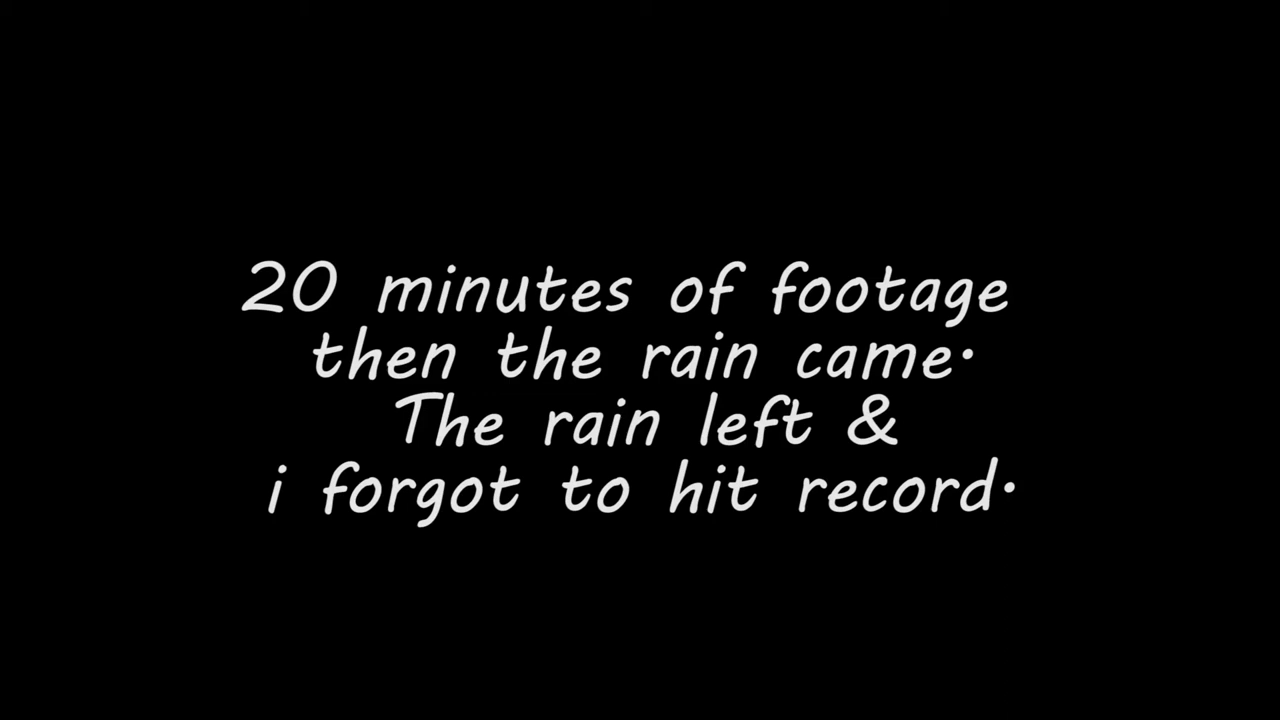 20 minutes of footage
then the rain came.
The rain left &
i forgot to hit record.